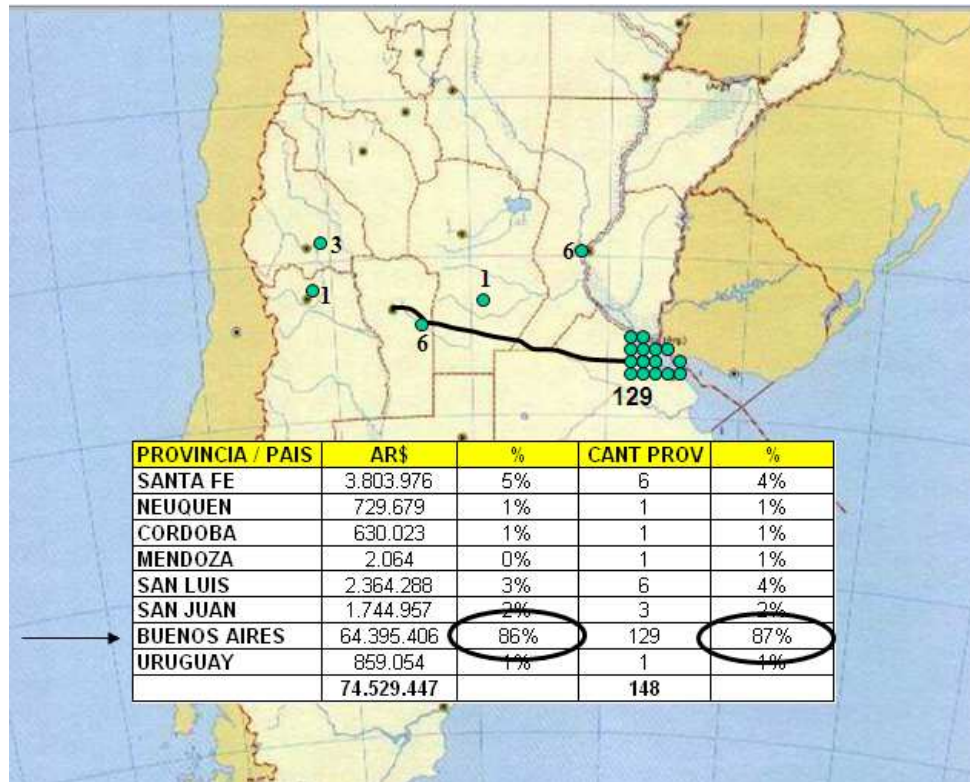 (Arg.)
3
6
1
1
6
(Arg.)
129
PROVINCIA / PAIS AR$ % CANT PROV %
SANTA FE 3.803.976 5% 6 4%
NEUQUEN 729.679 1% 1 1%
CORDOBA 630.023 1% 1 1%
MENDOZA 2.064 0% 1 1%
SAN LUIS 2.364.288 3% 6 4%
SAN JUAN 1.744.957 2% 3 2%
BUENOS AIRES 64.395.406 86% 129 87%
URUGUAY 859.054 1% 1 1%
74.529.447 148